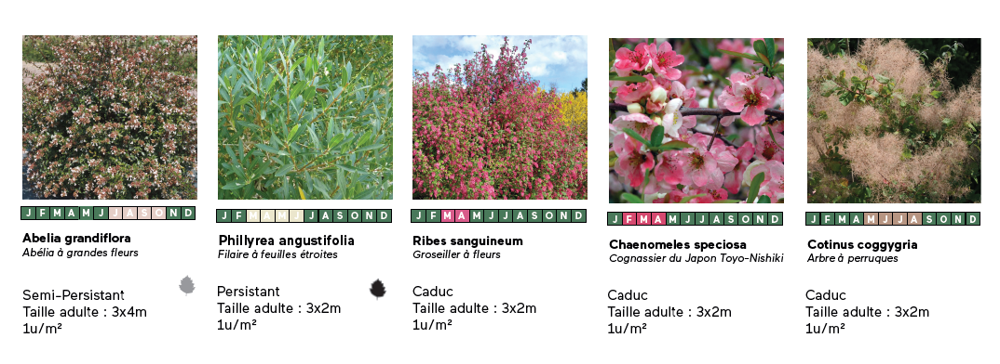 J F M A M J J A S O N D
Abelia grandiflora
Abélia à grandes fleurs
Semi-Persistant
Taille adulte : 3x4m
1u/m²
J F M A M J J A S O N D
Phillyrea angustifolia
Filaire à feuilles étroites
Persistant
Taille adulte : 3x2m
1u/m²
J F M A M J J A S O N D
Ribes sanguineum
Groseiller à fleurs
Caduc
Taille adulte : 3x2m
1u/m²
J F M A M J J A S O N D
Chaenomeles speciosa
Cognassier du Japon Toyo-Nishiki
Caduc
Taille adulte : 3x2m
1u/m²
J F M A M J J A S O N D
Cotinus coggygria
Arbre à perruques
Caduc
Taille adulte : 3x2m
1u/m²